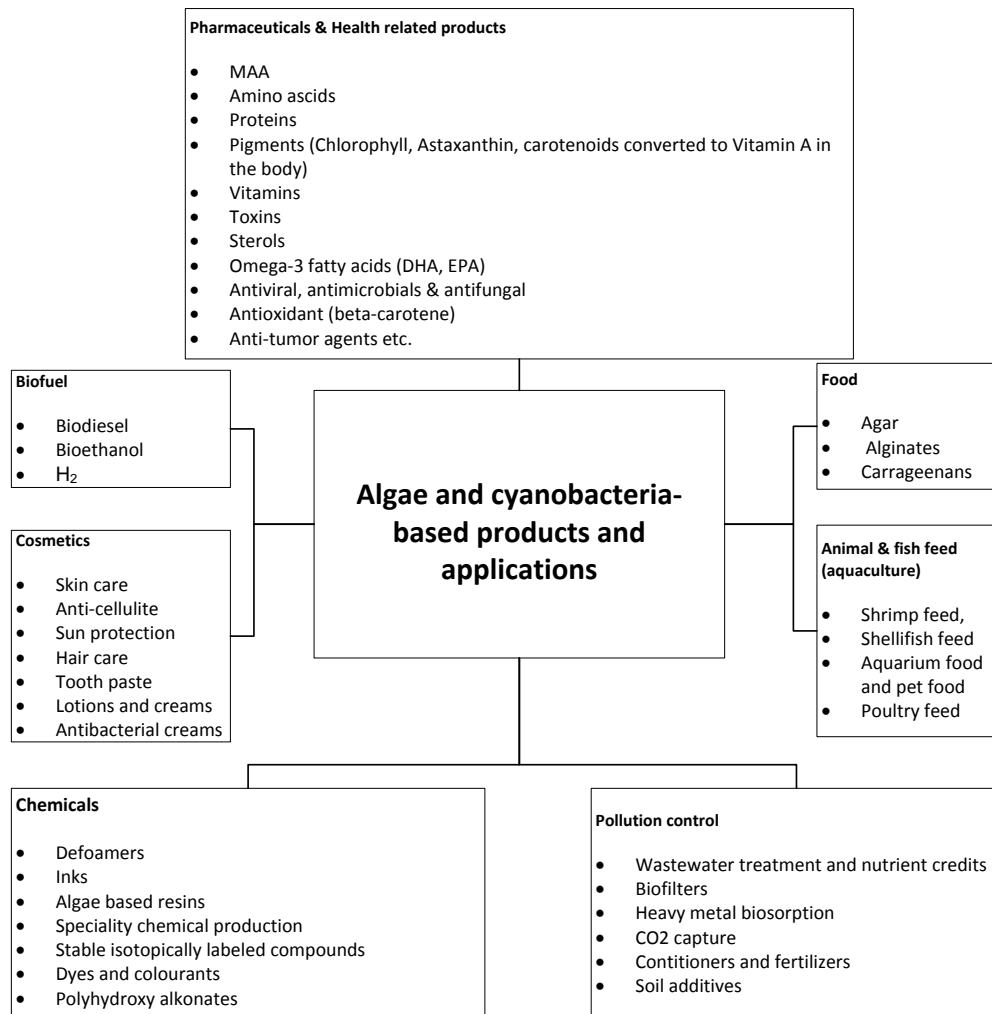 Pharmaceuticals & Health related products
• MAA
• Amino ascids
• Proteins
• Pigments (Chlorophyll, Astaxanthin, carotenoids converted to Vitamin A in
the body)
• Vitamins
• Toxins
• Sterols
• Omega-3 fatty acids (DHA, EPA)
• Antiviral, antimicrobials & antifungal
• Antioxidant (beta-carotene)
• Anti-tumor agents etc.
Biofuel
• Biodiesel
• Bioethanol
• H₂
Food
• Agar
• Alginates
• Carrageenans
Algae and cyanobacteria-
based products and
applications
Cosmetics
• Skin care
• Anti-cellulite
• Sun protection
• Hair care
• Tooth paste
• Lotions and creams
• Antibacterial creams
Animal & fish feed
(aquaculture)
• Shrimp feed,
• Shellifish feed
• Aquarium food
and pet food
• Poultry feed
Chemicals
• Defoamers
• Inks
• Algae based resins
• Speciality chemical production
• Stable isotopically labeled compounds
• Dyes and colourants
• Polyhydroxy alkonates
Pollution control
• Wastewater treatment and nutrient credits
• Biofilters
• Heavy metal biosorption
• CO2 capture
• Contitioners and fertilizers
• Soil additives